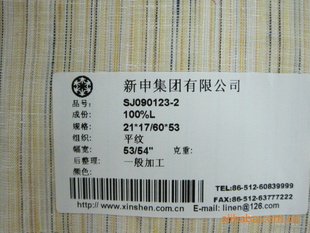 新申集团有限公司
品号: SJ090123-2
成份: 100%L
规格: 21*17/60*53
组织: 平纹
幅宽: 53/54" 克重:
后整理: 一般加工
颜色:
TEL:86-512-60839999
FAX:86-512-63777222
http://www.xinshen.com.cn E-mail: linen@126.com